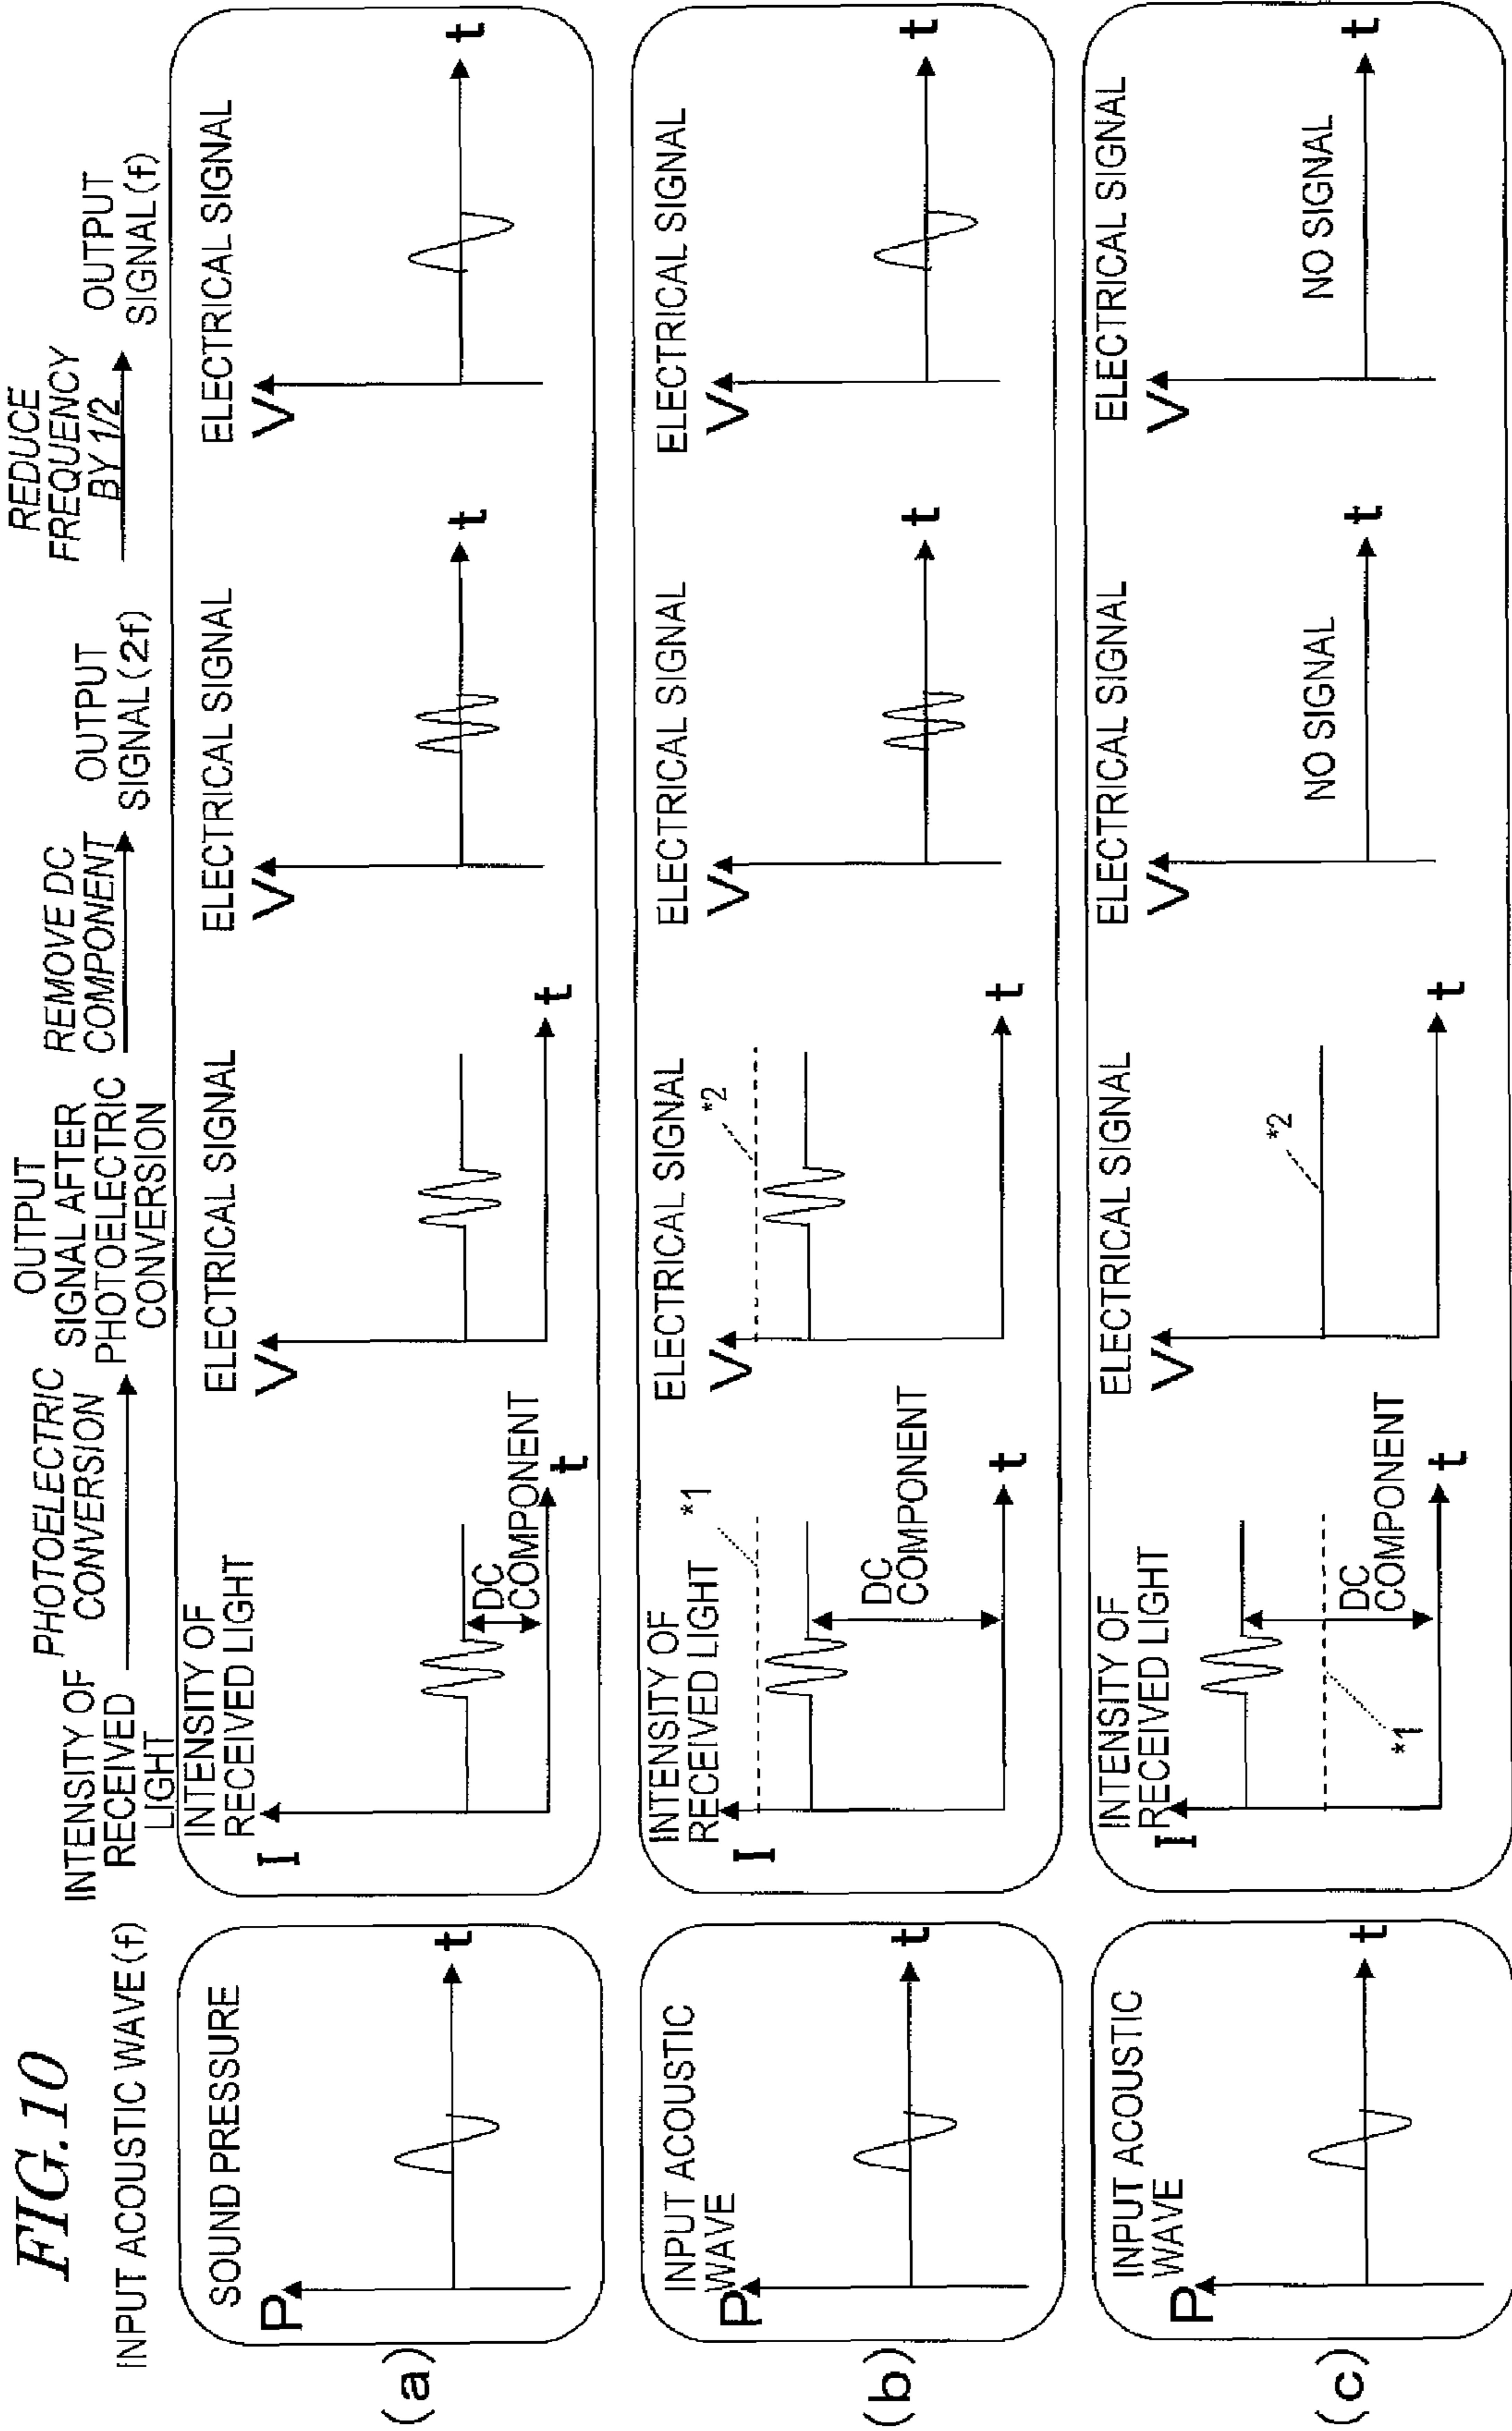 FIG.10
INPUT ACOUSTIC WAVE(f)
INTENSITY OF
RECEIVED
LIGHT
PHOTOELECTRIC
CONVERSION
OUTPUT
SIGNAL AFTER
PHOTOELECTRIC
CONVERSION
REMOVE DC
COMPONENT
OUTPUT
SIGNAL(2f)
REDUCE
FREQUENCY
BY 1/2
OUTPUT
SIGNAL(f)
(a)
SOUND PRESSURE
P
t
INTENSITY OF
RECEIVED LIGHT
I
DC
COMPONENT
t
ELECTRICAL SIGNAL
V
t
ELECTRICAL SIGNAL
V
t
ELECTRICAL SIGNAL
V
t
(b)
INPUT ACOUSTIC
WAVE
P
t
INTENSITY OF
RECEIVED LIGHT
*1
I
DC
COMPONENT
t
ELECTRICAL SIGNAL
*2
V
t
ELECTRICAL SIGNAL
V
t
ELECTRICAL SIGNAL
V
t
(c)
INPUT ACOUSTIC
WAVE
P
t
INTENSITY OF
RECEIVED LIGHT
I
*1
DC
COMPONENT
t
ELECTRICAL SIGNAL
V
*2
t
ELECTRICAL SIGNAL
V
NO SIGNAL
t
ELECTRICAL SIGNAL
V
NO SIGNAL
t